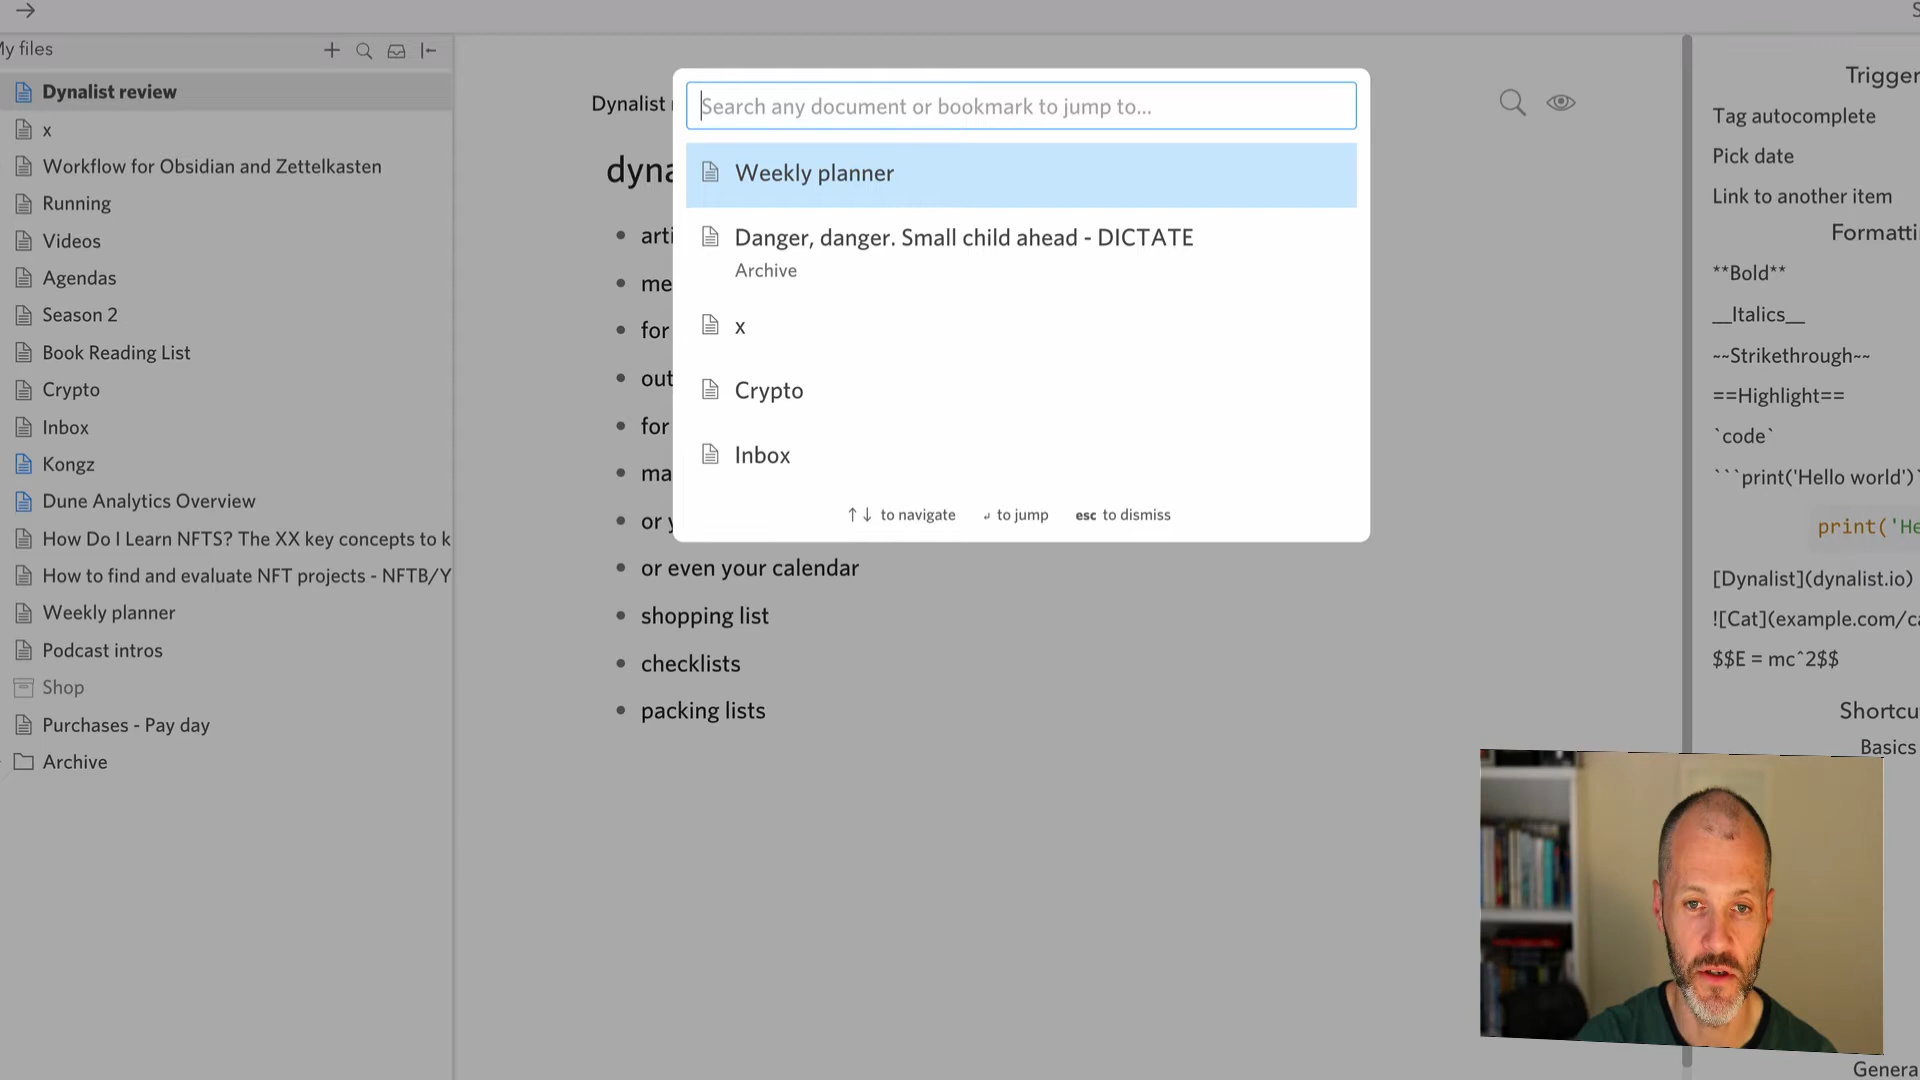 My files
Dynalist review
x
Workflow for Obsidian and Zettelkasten
Running
Videos
Agendas
Season 2
Book Reading List
Crypto
Inbox
Kongz
Dune Analytics Overview
How Do I Learn NFTS? The XX key concepts to k
How to find and evaluate NFT projects - NFTB/Y
Weekly planner
Podcast intros
Shop
Purchases - Pay day
Archive
Dynalist
dyna
arti
me
for
out
for
ma
or y
or even your calendar
shopping list
checklists
packing lists
Search any document or bookmark to jump to...
Weekly planner
Danger, danger. Small child ahead - DICTATE
Archive
x
Crypto
Inbox
↑ ↓ to navigate ↵ to jump esc to dismiss
Trigger
Tag autocomplete
Pick date
Link to another item
Formatti
**Bold**
__Italics__
~~Strikethrough~~
==Highlight==
`code`
```print('Hello world')`
print('He
[Dynalist](dynalist.io)
![Cat](example.com/ca
$$E = mc^2$$
Shortcu
Basics
Genera